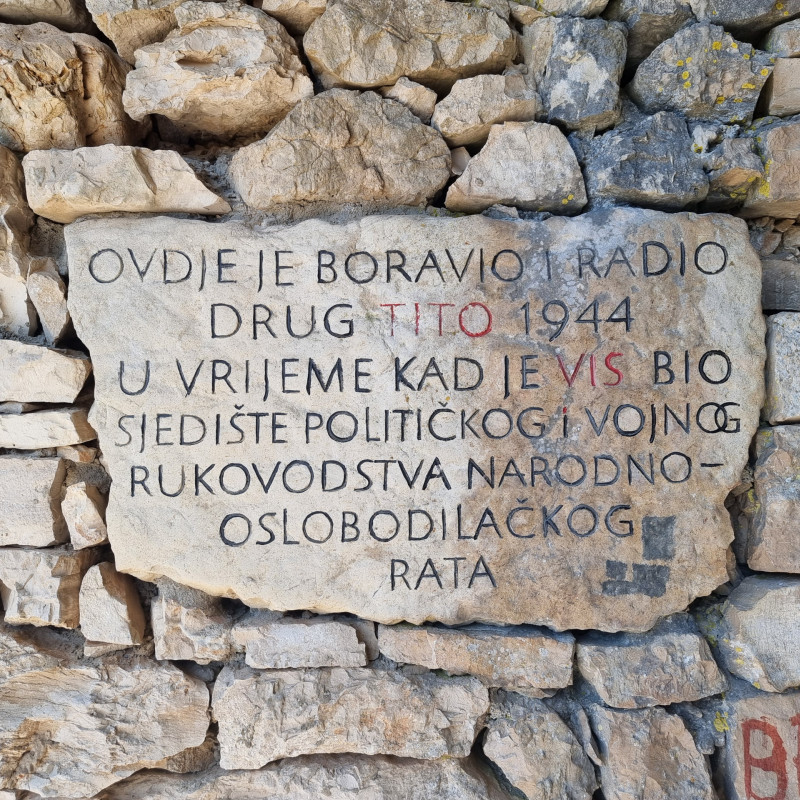 OVDJE JE BORAVIO I RADIO
DRUG TITO 1944
U VRIJEME KAD JE VIS BIO
SJEDIŠTE POLITIČKOG i VOJNOG
RUKOVODSTVA NARODNO-
OSLOBODILAČKOG
RATA